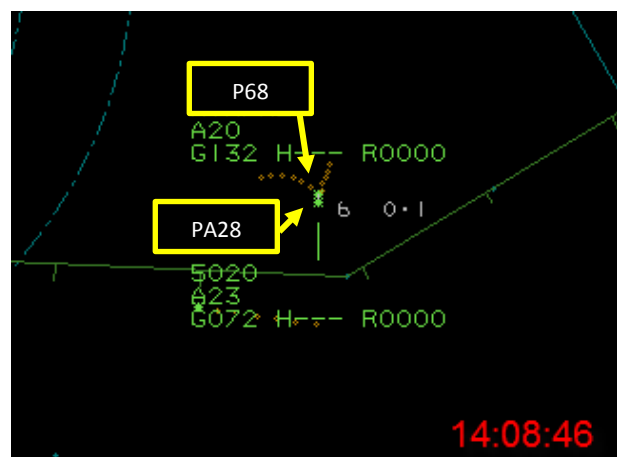 P68
A20
G132 H--- R0000
6 0.1
PA28
5020
A23
G072 H--- R0000
14:08:46